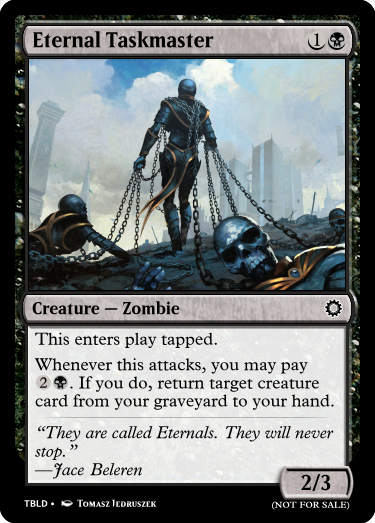 Eternal Taskmaster 1
Creature — Zombie
This enters play tapped.
Whenever this attacks, you may pay
2 . If you do, return target creature
card from your graveyard to your hand.
“They are called Eternals. They will never
stop.”
—Jace Beleren
2/3
TBLD • Tomasz Jedruszek
(NOT FOR SALE)